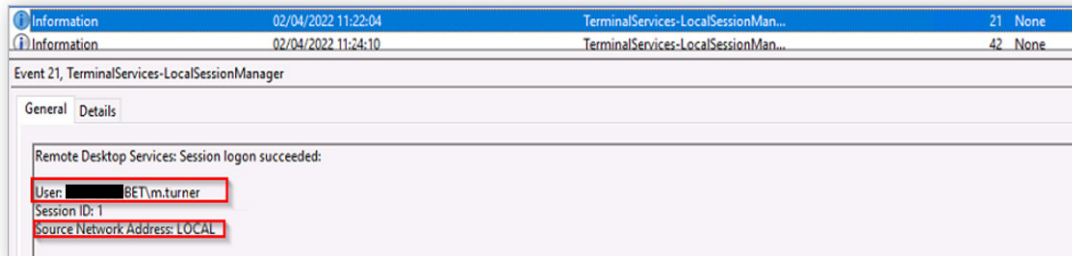 Information 02/04/2022 11:22:04 TerminalServices-LocalSessionMan... 21 None
Information 02/04/2022 11:24:10 TerminalServices-LocalSessionMan... 42 None
Event 21, TerminalServices-LocalSessionManager
General Details
Remote Desktop Services: Session logon succeeded:
User: BET\m.turner
Session ID: 1
Source Network Address: LOCAL